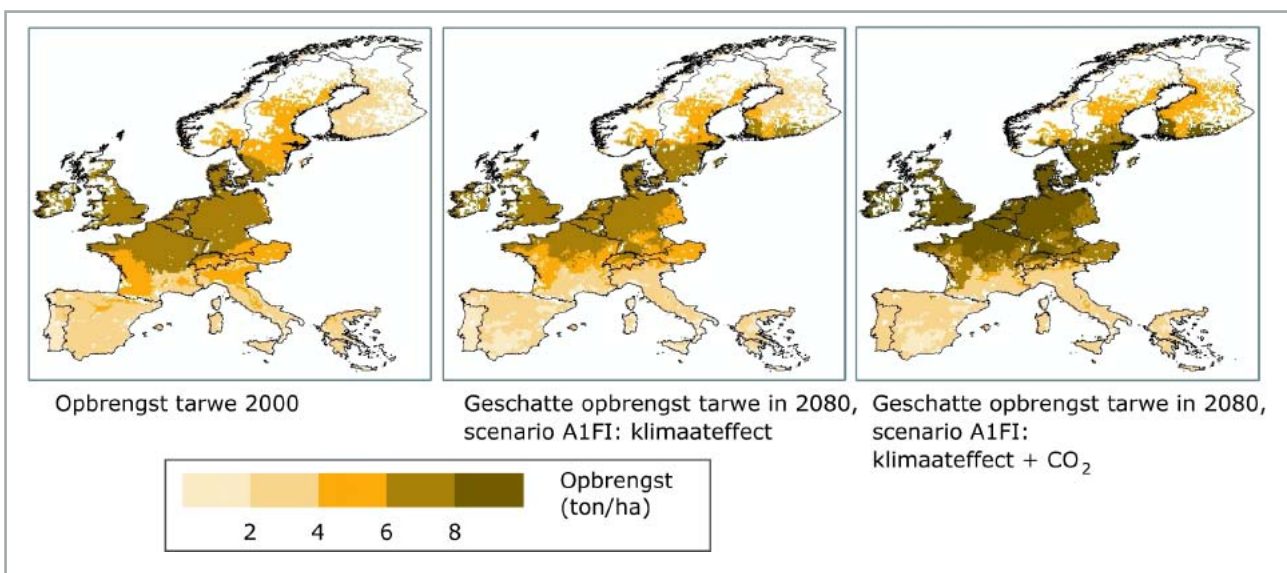 Opbrengst tarwe 2000
Geschatte opbrengst tarwe in 2080,
scenario A1FI: klimaateffect
Geschatte opbrengst tarwe in 2080,
scenario A1FI:
klimaateffect + CO₂
Opbrengst
(ton/ha)
2 4 6 8